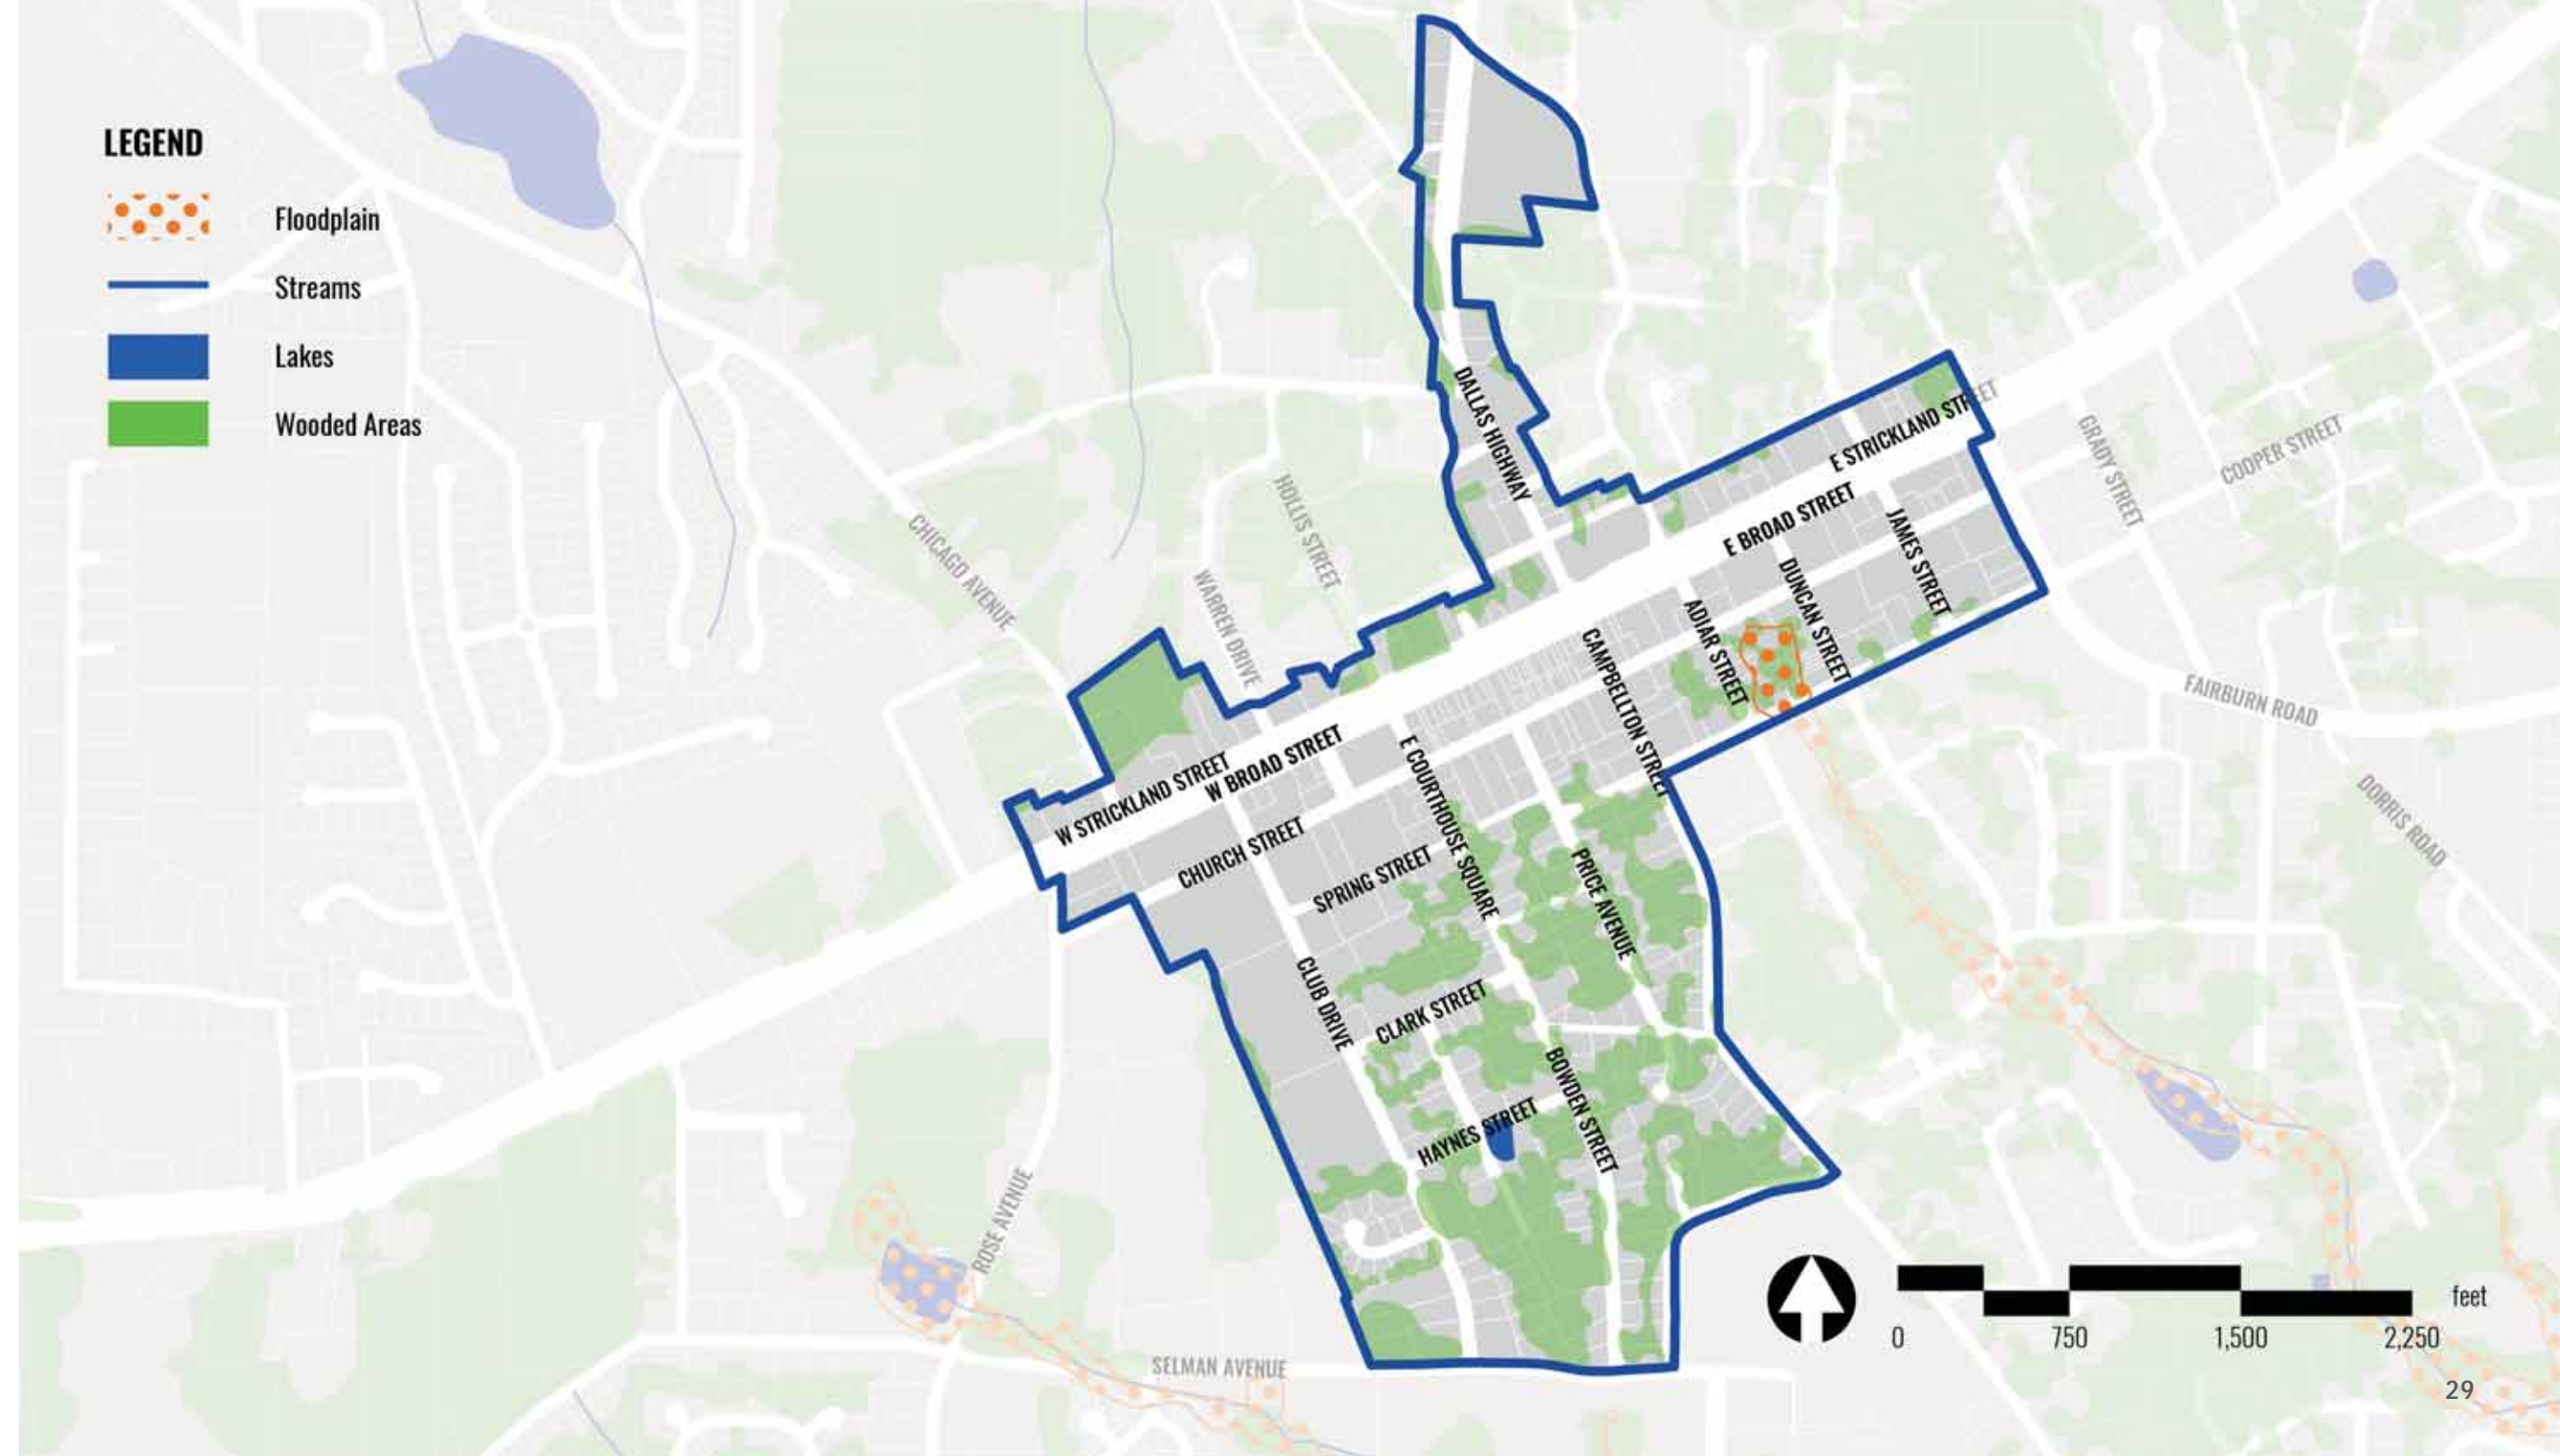 LEGEND
Floodplain
Streams
Lakes
Wooded Areas
DALLAS HIGHWAY
E STRICKLAND STREET
E BROAD STREET
JAMES STREET
DUNCAN STREET
ADIAR STREET
CAMPBELLTON STREET
GRADY STREET
COOPER STREET
FAIRBURN ROAD
DORRIS ROAD
HOLLIS STREET
WARREN DRIVE
CHICAGO AVENUE
W STRICKLAND STREET
W BROAD STREET
CHURCH STREET
SPRING STREET
E COURTHOUSE SQUARE
PRICE AVENUE
CLUB DRIVE
CLARK STREET
HAYNES STREET
BOWDEN STREET
ROSE AVENUE
SELMAN AVENUE
feet
0 750 1,500 2,250
29